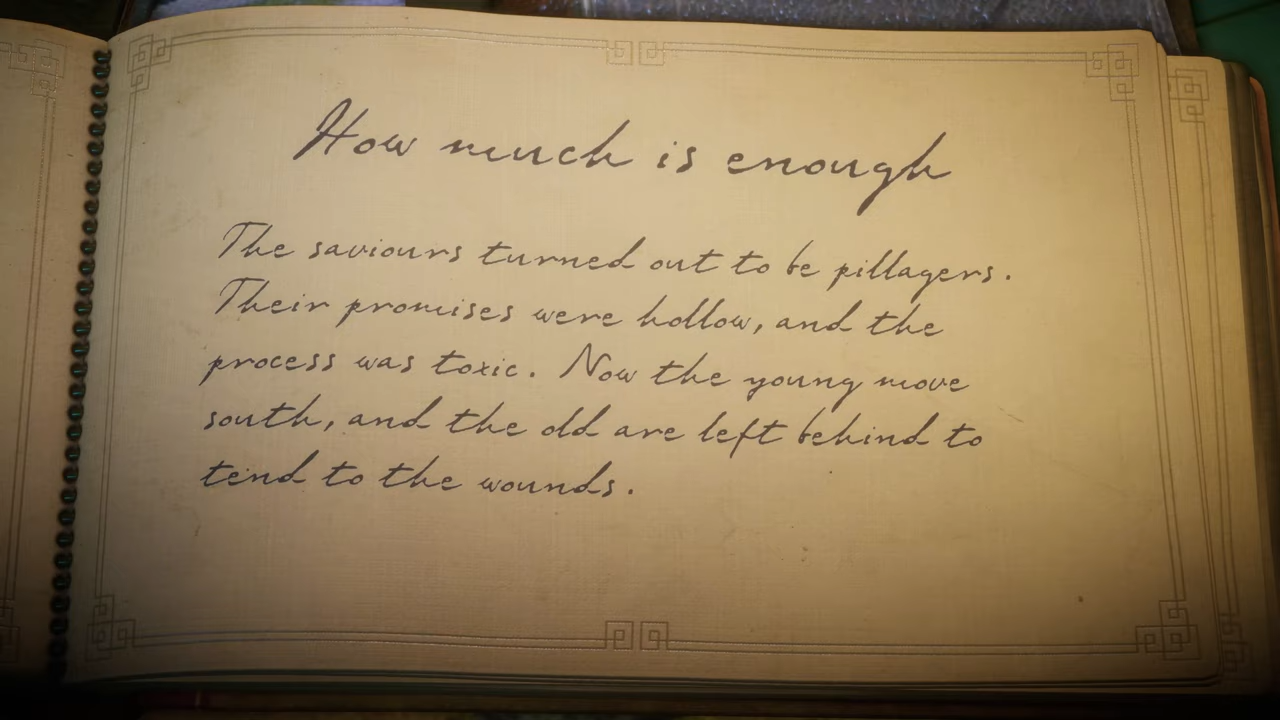 How much is enough
The saviours turned out to be pillagers.
Their promises were hollow, and the
process was toxic. Now the young move
south, and the old are left behind to
tend to the wounds.